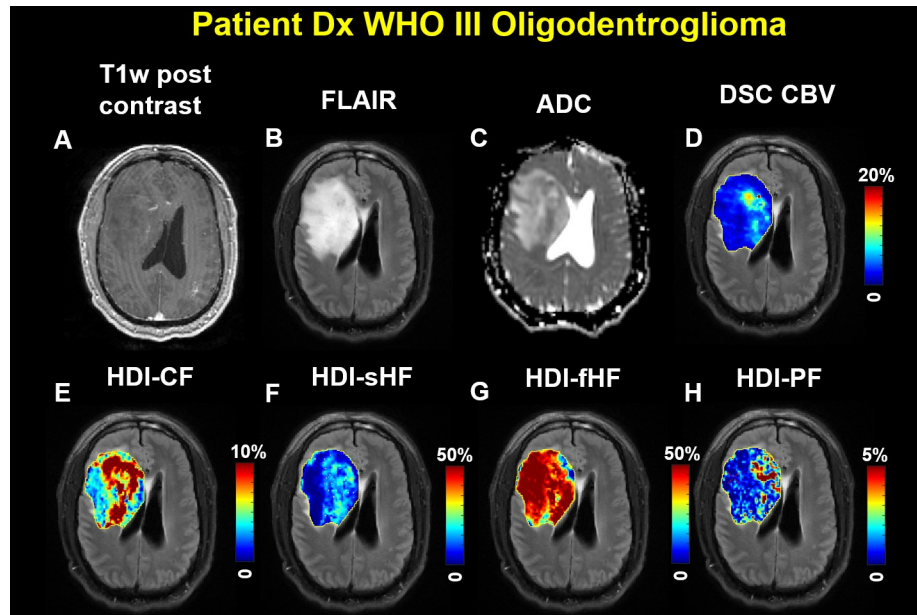 Patient Dx WHO III Oligodentroglioma
T1w post
contrast
FLAIR
ADC
DSC CBV
A
B
C
D
20%
0
HDI-CF
HDI-sHF
HDI-fHF
HDI-PF
E
F
G
H
10%
0
50%
0
50%
0
5%
0